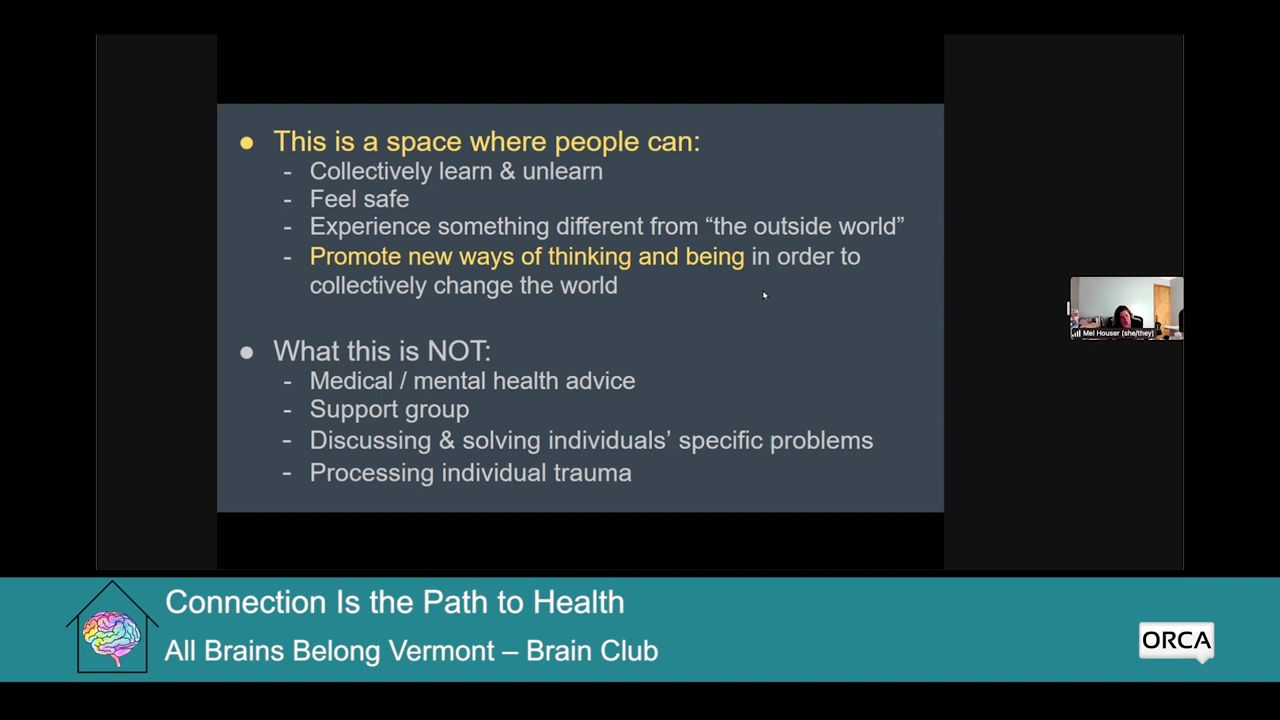 ● This is a space where people can:
- Collectively learn & unlearn
- Feel safe
- Experience something different from “the outside world”
- Promote new ways of thinking and being in order to
collectively change the world
● What this is NOT:
- Medical / mental health advice
- Support group
- Discussing & solving individuals’ specific problems
- Processing individual trauma
Mel Houser (she/they)
Connection Is the Path to Health
All Brains Belong Vermont – Brain Club
ORCA